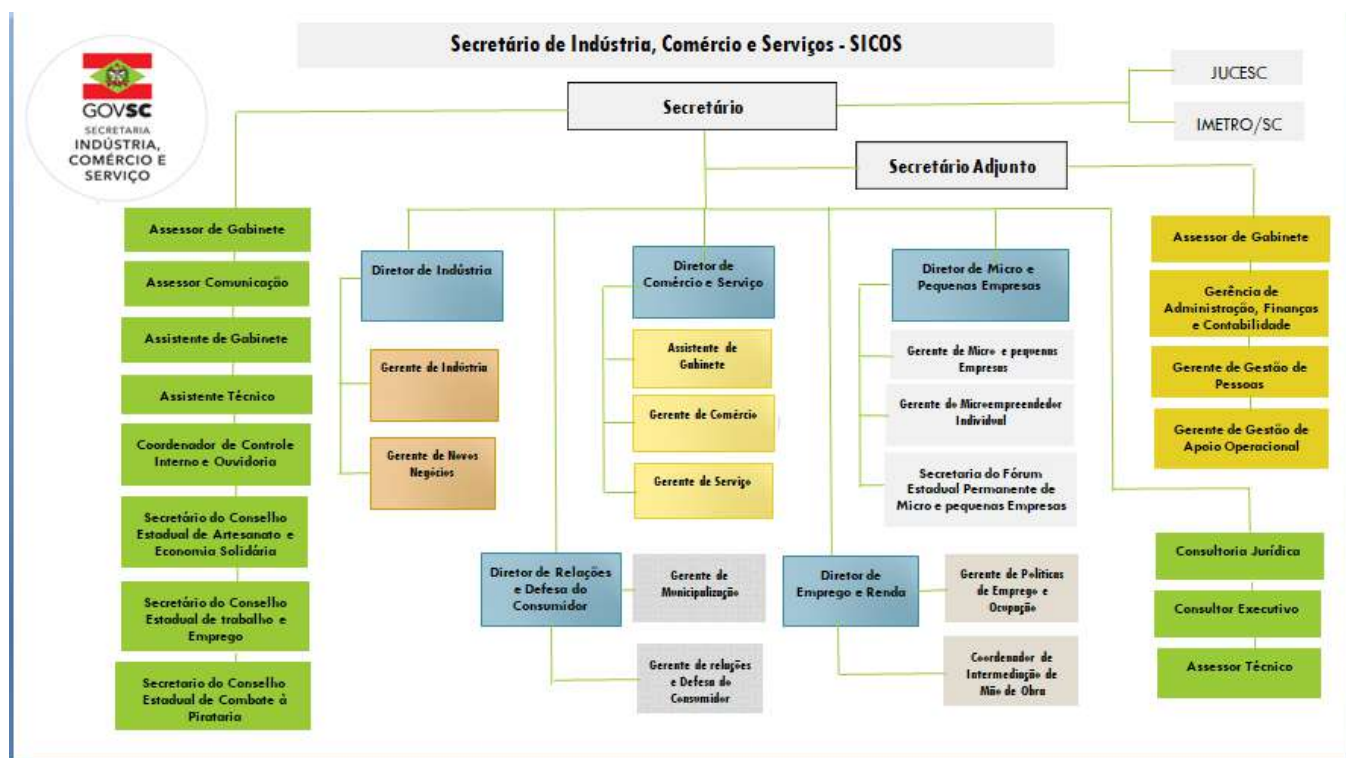 Secretário de Indústria, Comércio e Serviços - SICOS
GOVSC
SECRETARIA
INDÚSTRIA,
COMÉRCIO E
SERVIÇO
JUCESC
IMETRO/SC
Secretário
Secretário Adjunto
Assessor de Gabinete
Assessor Comunicação
Assistente de Gabinete
Assistente Técnico
Coordenador de Controle
Interno e Ouvidoria
Secretário do Conselho
Estadual de Artesanato e
Economia Solidária
Secretário do Conselho
Estadual de trabalho e
Emprego
Secretario do Conselho
Estadual de Combate à
Pirataria
Diretor de Indústria
Gerente de Indústria
Gerente de Novos
Negócios
Diretor de
Comércio e Serviço
Assistente de
Gabinete
Gerente de Comércio
Gerente de Serviço
Diretor de Micro e
Pequenas Empresas
Gerente de Micro e pequenas
Empresas
Gerente do Microempreendedor
Individual
Secretaria do Fórum
Estadual Permanente de
Micro e pequenas Empresas
Assessor de Gabinete
Gerência de
Administração, Finanças
e Contabilidade
Gerente de Gestão de
Pessoas
Gerente de Gestão de
Apoio Operacional
Diretor de Relações
e Defesa do
Consumidor
Gerente de
Municipalização
Gerente de relações
e Defesa do
Consumidor
Diretor de
Emprego e Renda
Gerente de Políticas
de Emprego e
Ocupação
Coordenador de
Intermediação de
Mão de Obra
Consultoria Jurídica
Consultor Executivo
Assessor Técnico